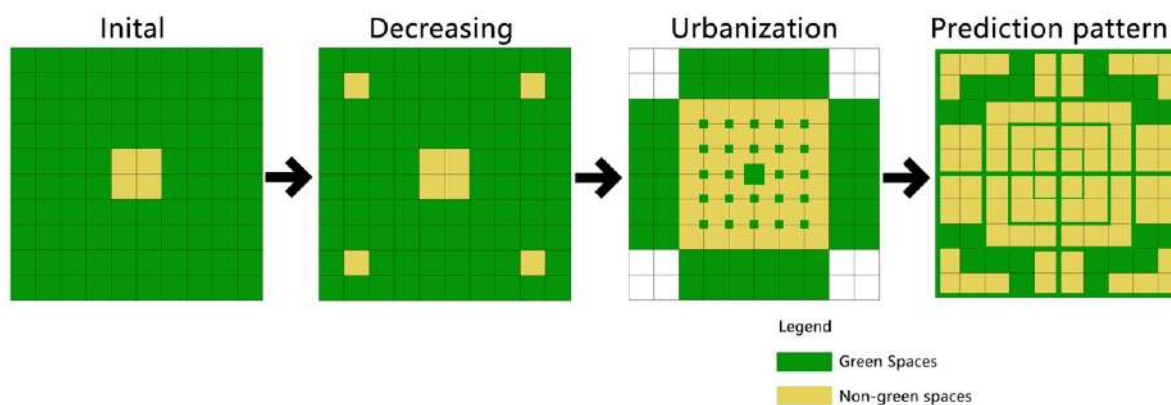 Inital
Decreasing
Urbanization
Prediction pattern
Legend
Green Spaces
Non-green spaces